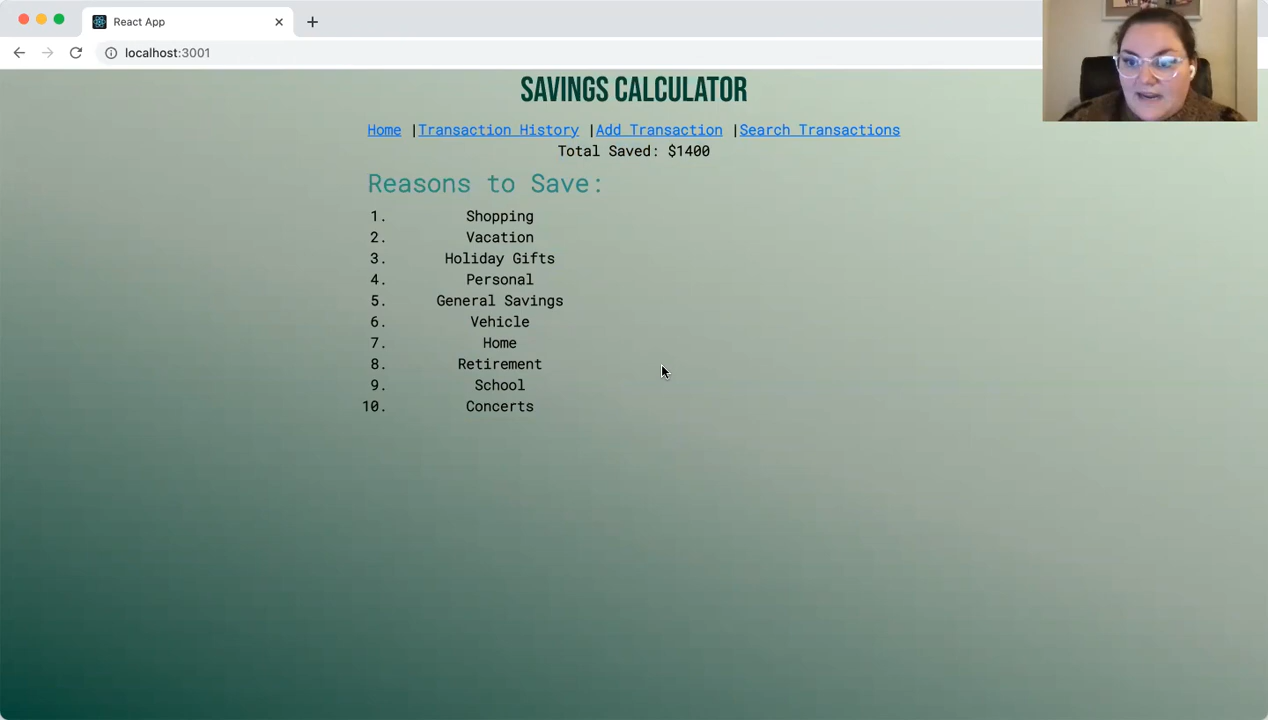 React App
localhost:3001
SAVINGS CALCULATOR
Home |Transaction History |Add Transaction |Search Transactions
Total Saved: $1400
Reasons to Save:
1. Shopping
2. Vacation
3. Holiday Gifts
4. Personal
5. General Savings
6. Vehicle
7. Home
8. Retirement
9. School
10. Concerts